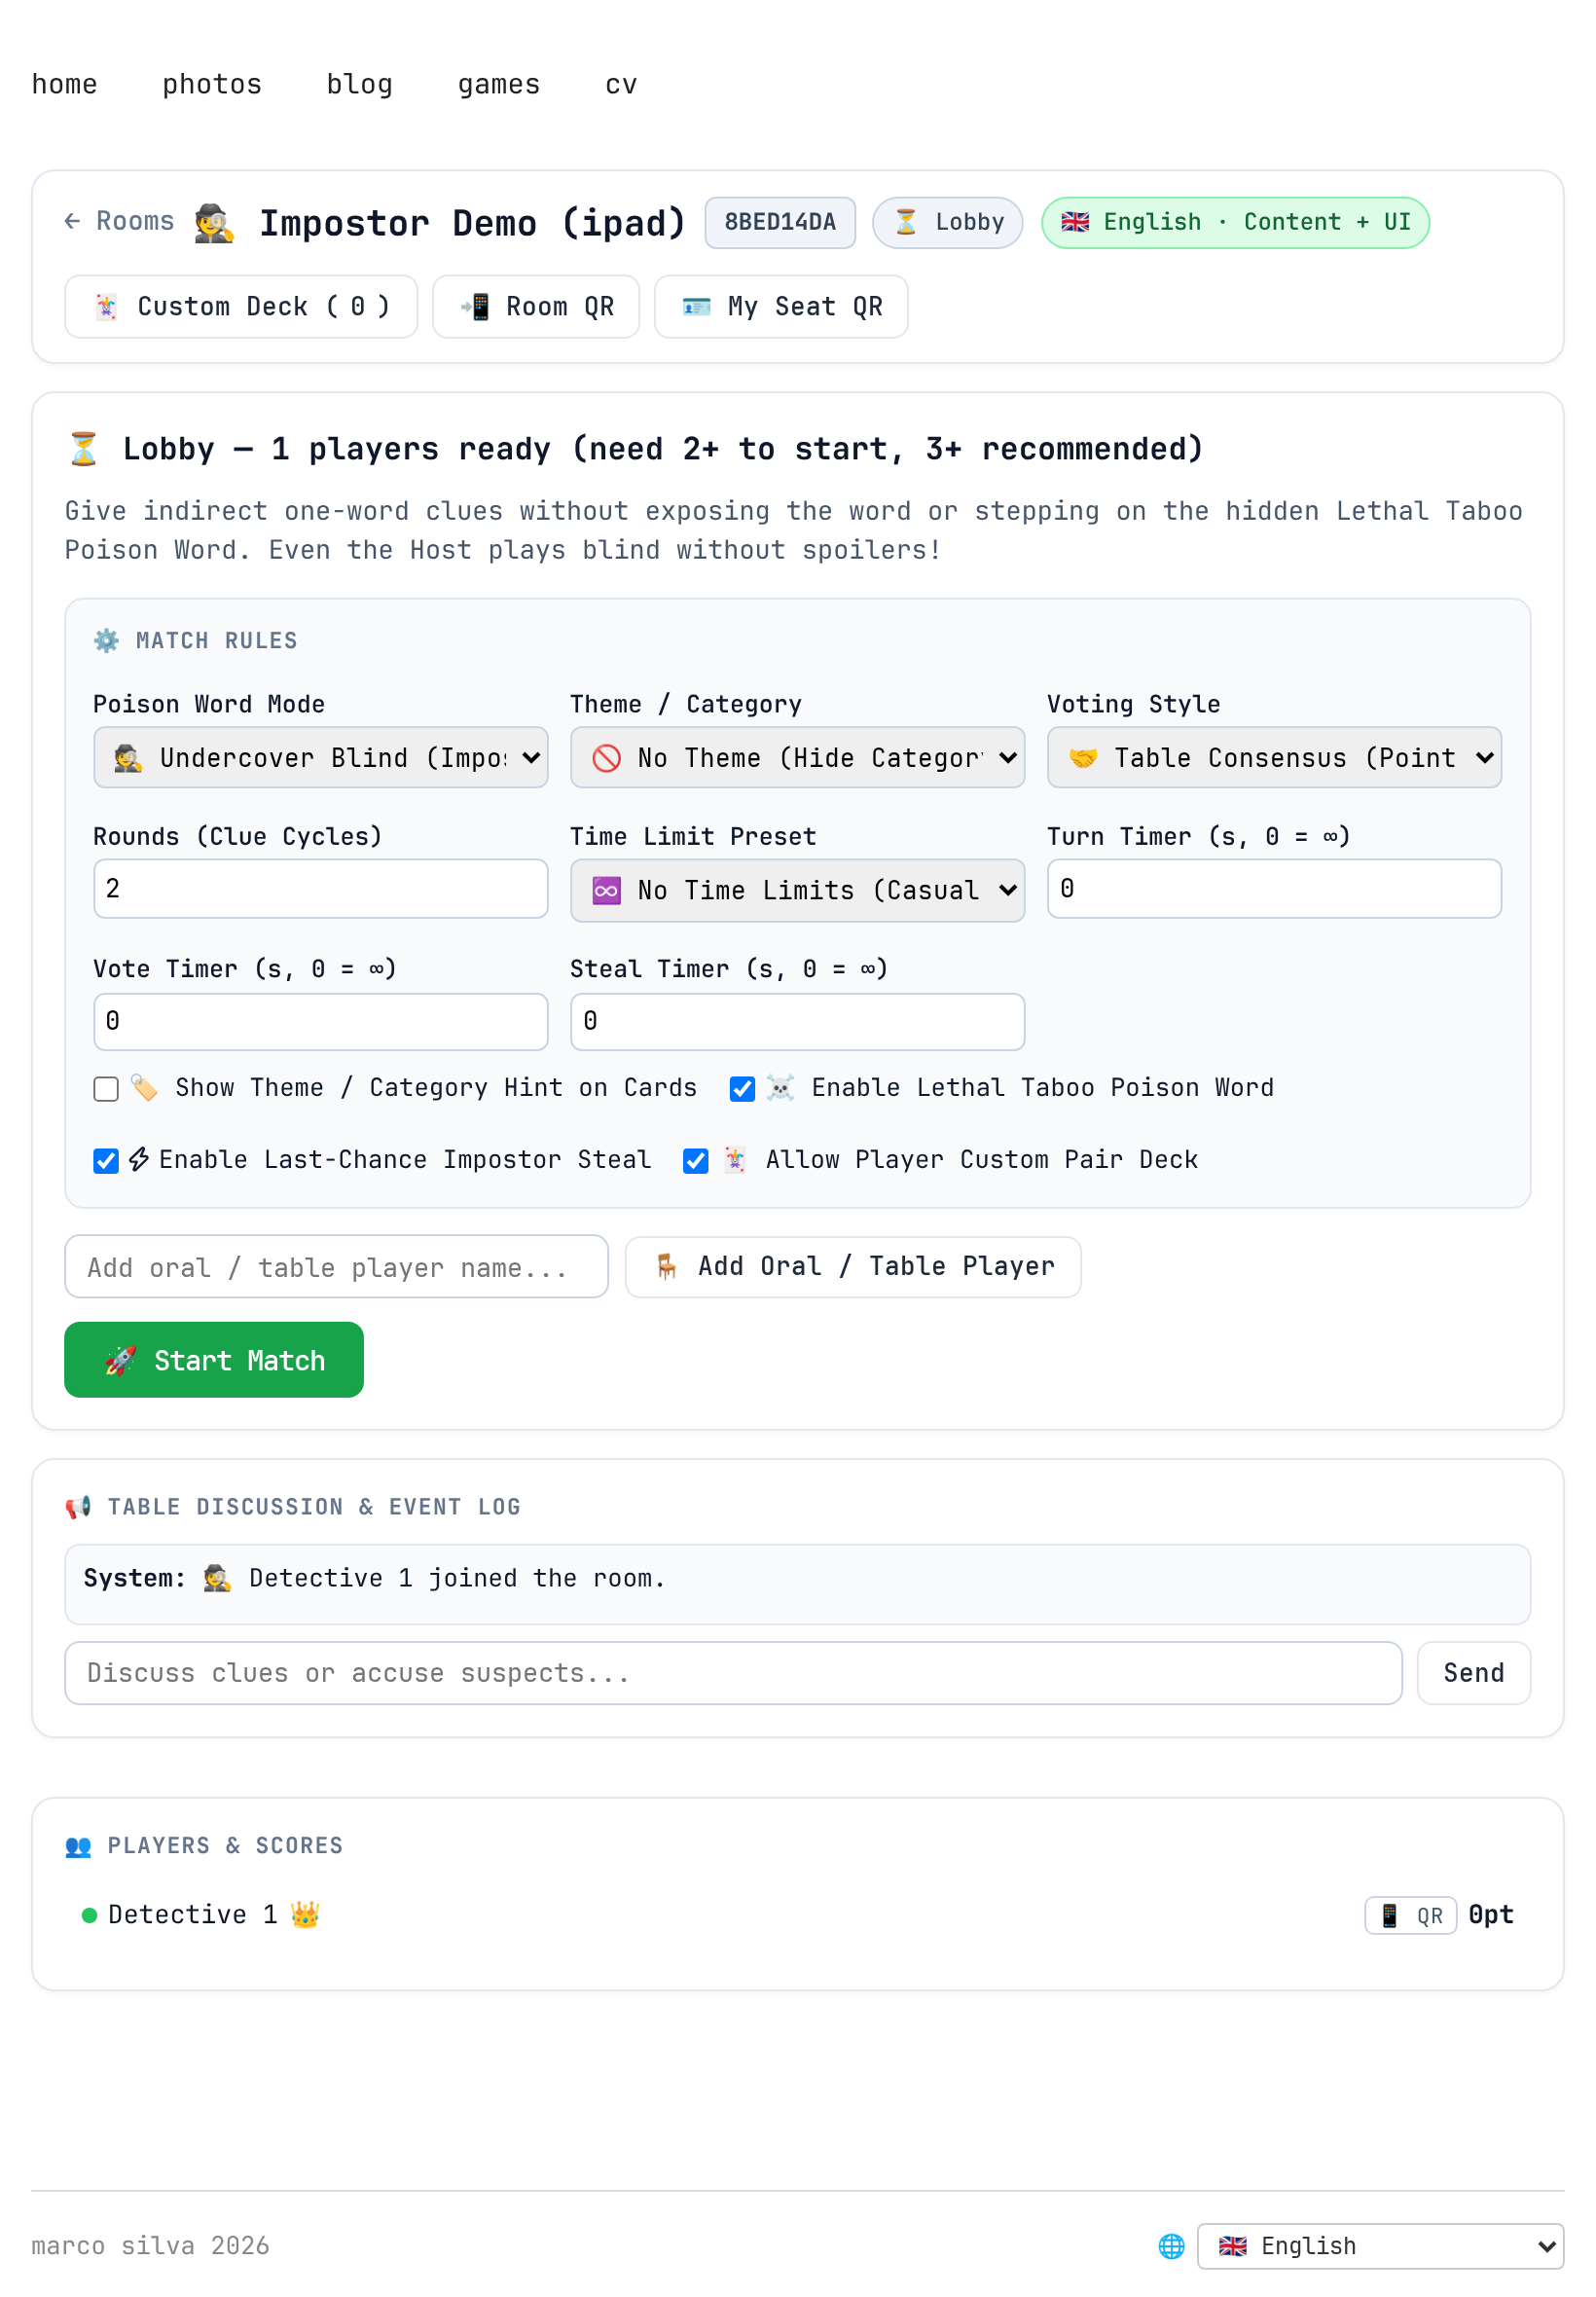 home photos blog games cv
← Rooms 🕵️ Impostor Demo (ipad) 8BED14DA ⏳ Lobby 🇬🇧 English · Content + UI
🃏 Custom Deck ( 0 ) 📲 Room QR 🪪 My Seat QR
⏳ Lobby — 1 players ready (need 2+ to start, 3+ recommended)
Give indirect one-word clues without exposing the word or stepping on the hidden Lethal Taboo
Poison Word. Even the Host plays blind without spoilers!
⚙️ MATCH RULES
Poison Word Mode Theme / Category Voting Style
🕵️ Undercover Blind (Impos 🚫 No Theme (Hide Category 🤝 Table Consensus (Point
Rounds (Clue Cycles) Time Limit Preset Turn Timer (s, 0 = ∞)
2 ♾️ No Time Limits (Casual 0
Vote Timer (s, 0 = ∞) Steal Timer (s, 0 = ∞)
0 0
🏷️ Show Theme / Category Hint on Cards ☠️ Enable Lethal Taboo Poison Word
⚡ Enable Last-Chance Impostor Steal 🃏 Allow Player Custom Pair Deck
Add oral / table player name... 🪑 Add Oral / Table Player
🚀 Start Match
📢 TABLE DISCUSSION & EVENT LOG
System: 🕵️ Detective 1 joined the room.
Discuss clues or accuse suspects... Send
👥 PLAYERS & SCORES
Detective 1 👑 📱 QR 0pt
marco silva 2026 🌐 🇬🇧 English